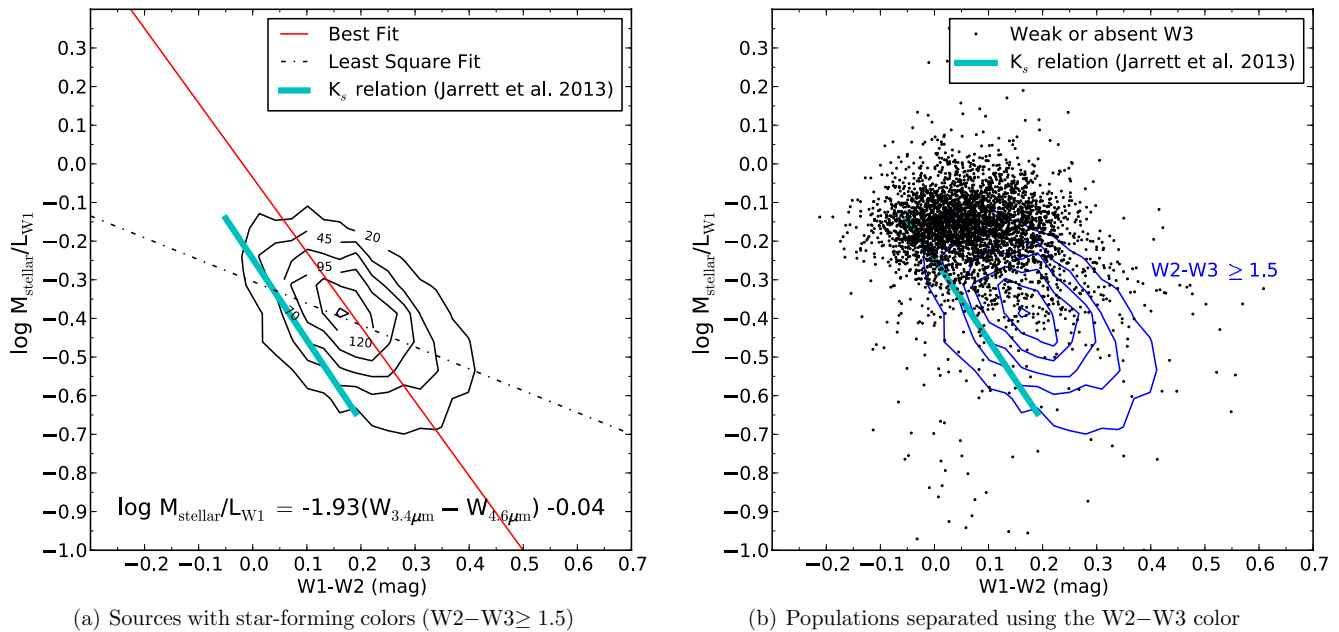 Best Fit
Least Square Fit
K_s relation (Jarrett et al. 2013)
0.3
0.2
0.1
0.0
−0.1
−0.2
−0.3
−0.4
−0.5
−0.6
−0.7
−0.8
−0.9
−1.0
log M_stellar/L_W1
20
45
95
70
120
log M_stellar/L_W1 = -1.93(W_3.4μm − W_4.6μm) -0.04
−0.2 −0.1 0.0 0.1 0.2 0.3 0.4 0.5 0.6 0.7
W1-W2 (mag)
(a) Sources with star-forming colors (W2−W3≥ 1.5)
Weak or absent W3
K_s relation (Jarrett et al. 2013)
0.3
0.2
0.1
0.0
−0.1
−0.2
−0.3
−0.4
−0.5
−0.6
−0.7
−0.8
−0.9
−1.0
log M_stellar/L_W1
W2-W3 ≥ 1.5
−0.2 −0.1 0.0 0.1 0.2 0.3 0.4 0.5 0.6 0.7
W1-W2 (mag)
(b) Populations separated using the W2−W3 color